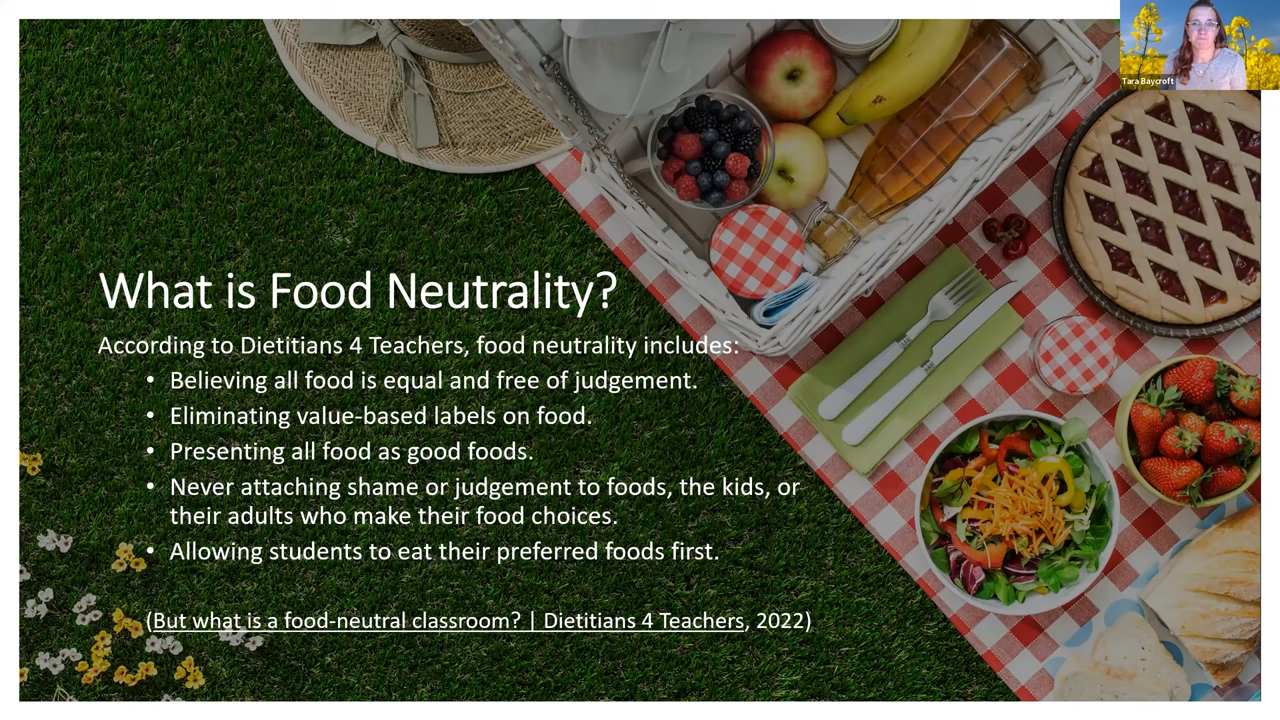 Tara Baycroft
What is Food Neutrality?
According to Dietitians 4 Teachers, food neutrality includes:
• Believing all food is equal and free of judgement.
• Eliminating value-based labels on food.
• Presenting all food as good foods.
• Never attaching shame or judgement to foods, the kids, or
their adults who make their food choices.
• Allowing students to eat their preferred foods first.
(But what is a food-neutral classroom? | Dietitians 4 Teachers, 2022)